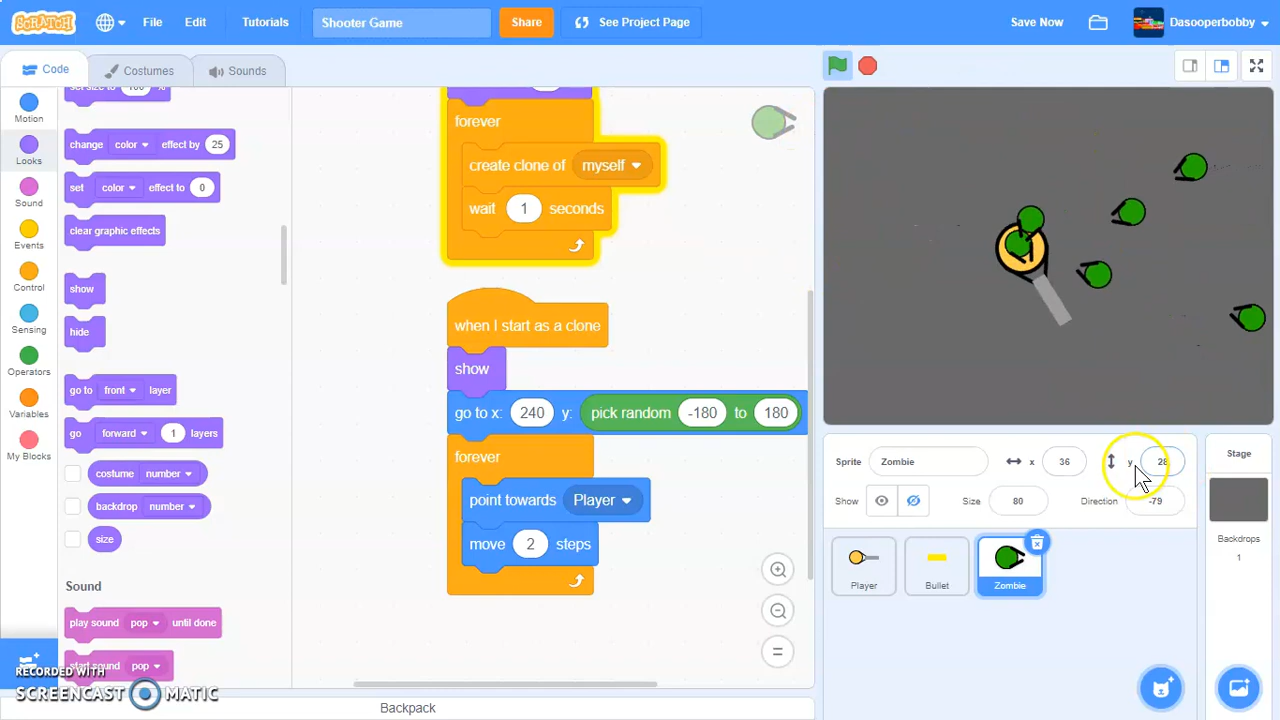 SCRATCH File Edit Tutorials Shooter Game Share See Project Page Save Now Dasooperbobby
Code Costumes Sounds
Motion
Looks
Sound
Events
Control
Sensing
Operators
Variables
My Blocks
set size to 100 %
change color effect by 25
set color effect to 0
clear graphic effects
show
hide
go to front layer
go forward 1 layers
costume number
backdrop number
size
Sound
play sound pop until done
start sound pop
forever
create clone of myself
wait 1 seconds
when I start as a clone
show
go to x: 240 y: pick random -180 to 180
forever
point towards Player
move 2 steps
Sprite Zombie x 36 y 28
Show Size 80 Direction -79
Player Bullet Zombie
Stage
Backdrops
1
Backpack
RECORDED WITH
SCREENCAST MATIC